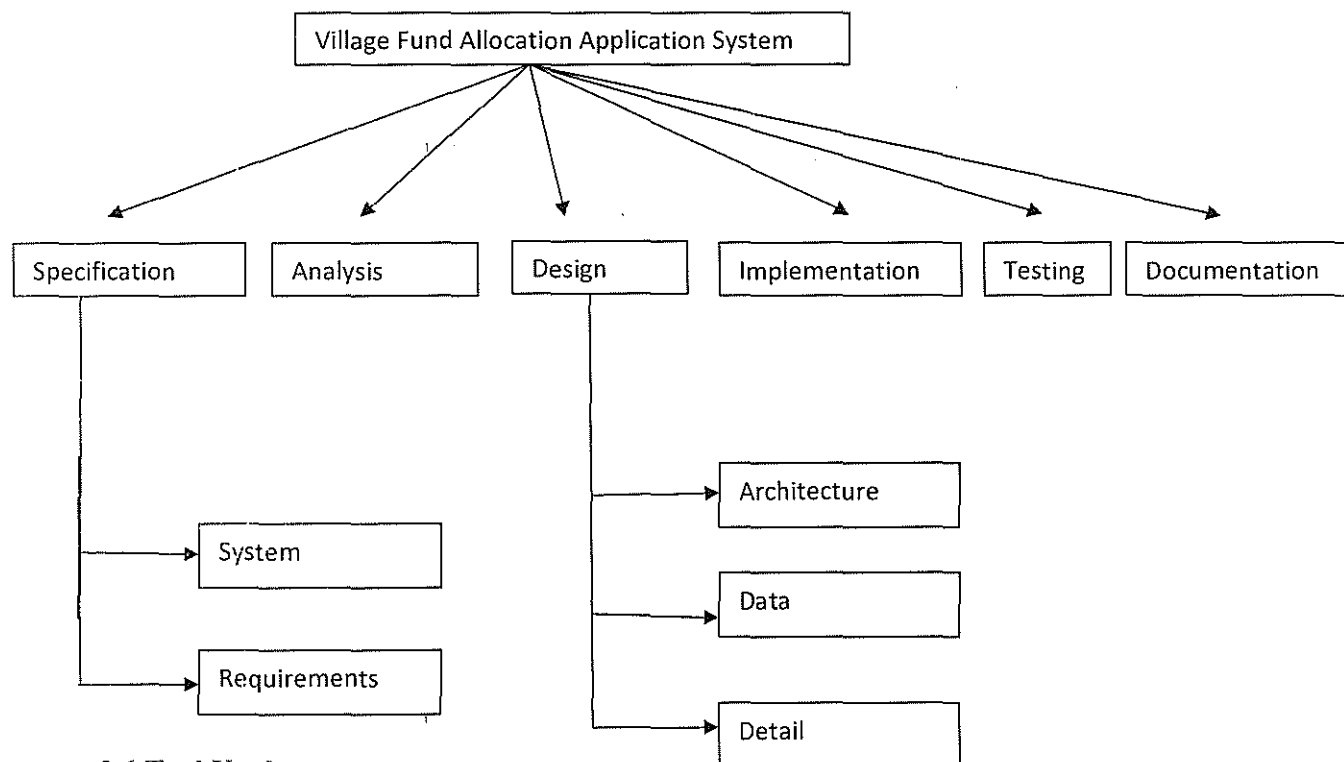 Village Fund Allocation Application System
Specification
Analysis
Design
Implementation
Testing
Documentation
Architecture
System
Data
Requirements
Detail